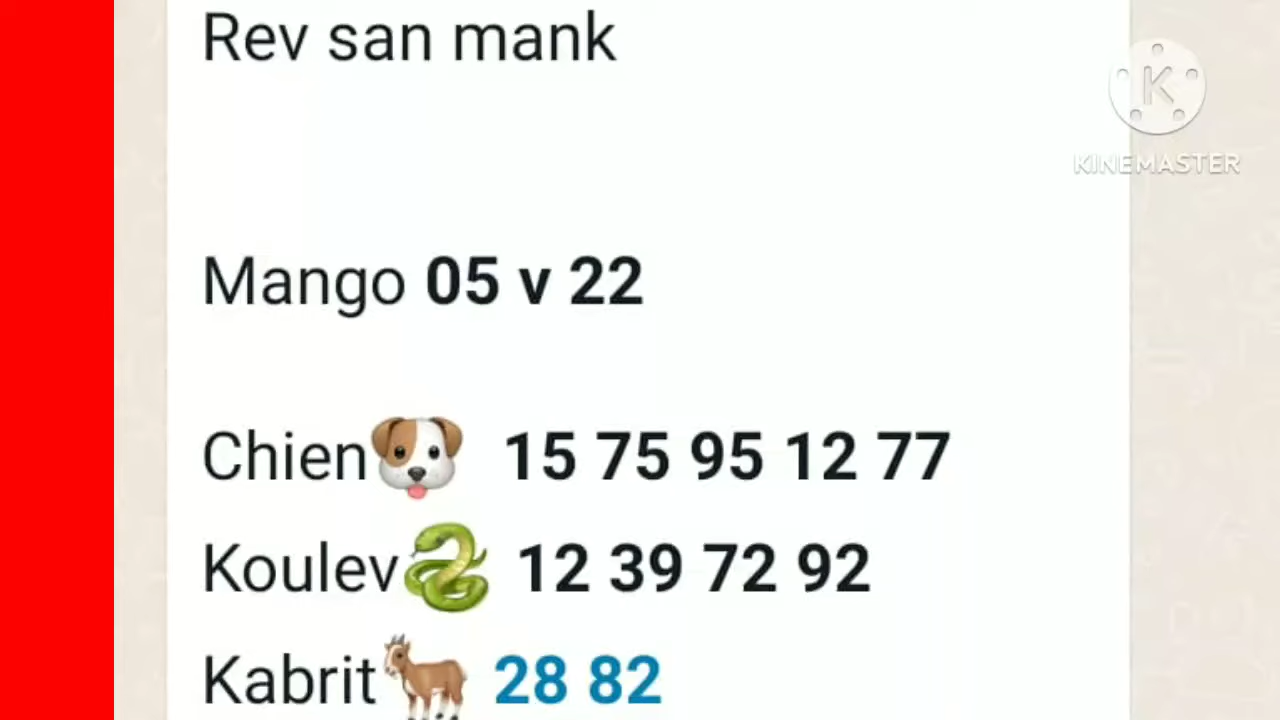 Rev san mank
KINEMASTER
Mango 05 v 22
Chien🐶 15 75 95 12 77
Koulev🐍 12 39 72 92
Kabrit🐐 28 82